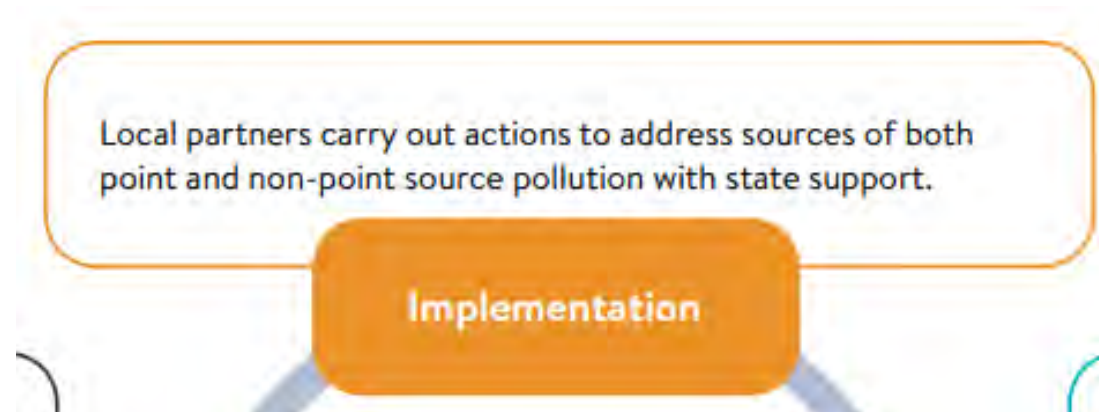 Local partners carry out actions to address sources of both
point and non-point source pollution with state support.
Implementation